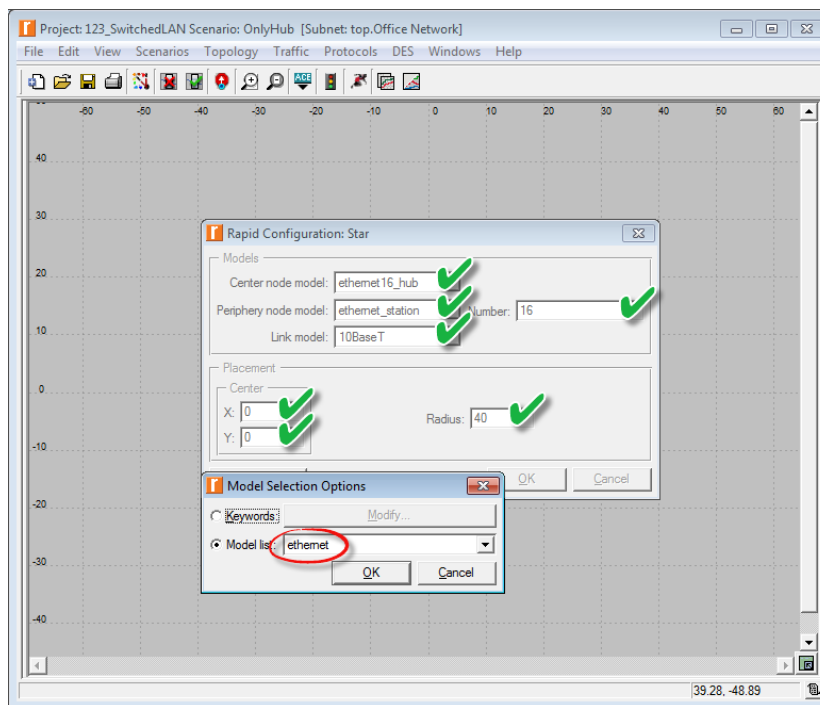 Project: 123_SwitchedLAN Scenario: OnlyHub [Subnet: top.Office Network]
File Edit View Scenarios Topology Traffic Protocols DES Windows Help
ACE
-60 -50 -40 -30 -20 -10 0 10 20 30 40 50 60
40
30
Rapid Configuration: Star
Models
20
Center node model: ethernet16_hub
Periphery node model: ethernet_station Number: 16
10
Link model: 10BaseT
Placement
0
Center
X: 0
Radius: 40
Y: 0
-10
OK Cancel
Model Selection Options
-20
Keywords: Modify...
Model list: ethernet
-30
OK Cancel
-40
39.28, -48.89